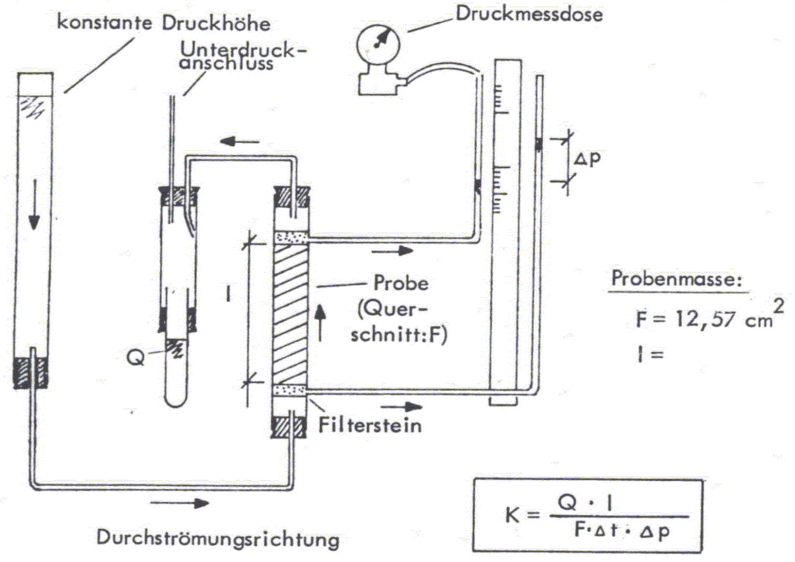 konstante Druckhöhe
Unterdruck-
anschluss
Druckmessdose
Δp
l
Probe
(Quer-
schnitt:F)
Q
Filterstein
Durchströmungsrichtung
Probenmasse:
F = 12,57 cm²
l =
K = Q · l / F·Δt · Δp